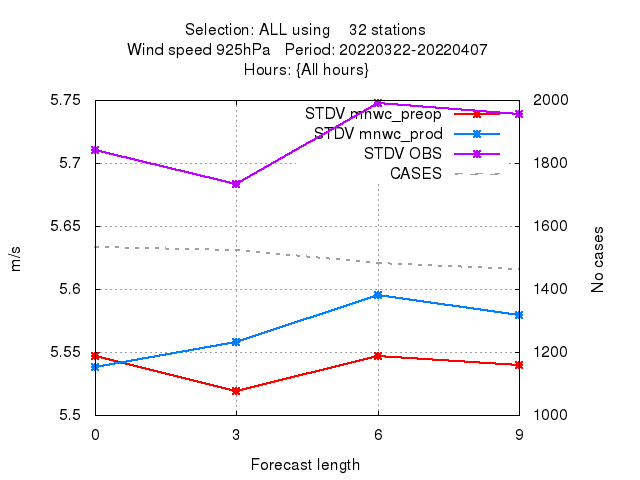 Selection: ALL using    32 stations
Wind speed 925hPa   Period: 20220322-20220407
Hours: {All hours}
5.75
2000
STDV mnwc_preop
STDV mnwc_prod
STDV OBS
CASES
5.7
1800
5.65
1600
m/s
No cases
5.6
1400
5.55
1200
5.5
1000
0
3
6
9
Forecast length